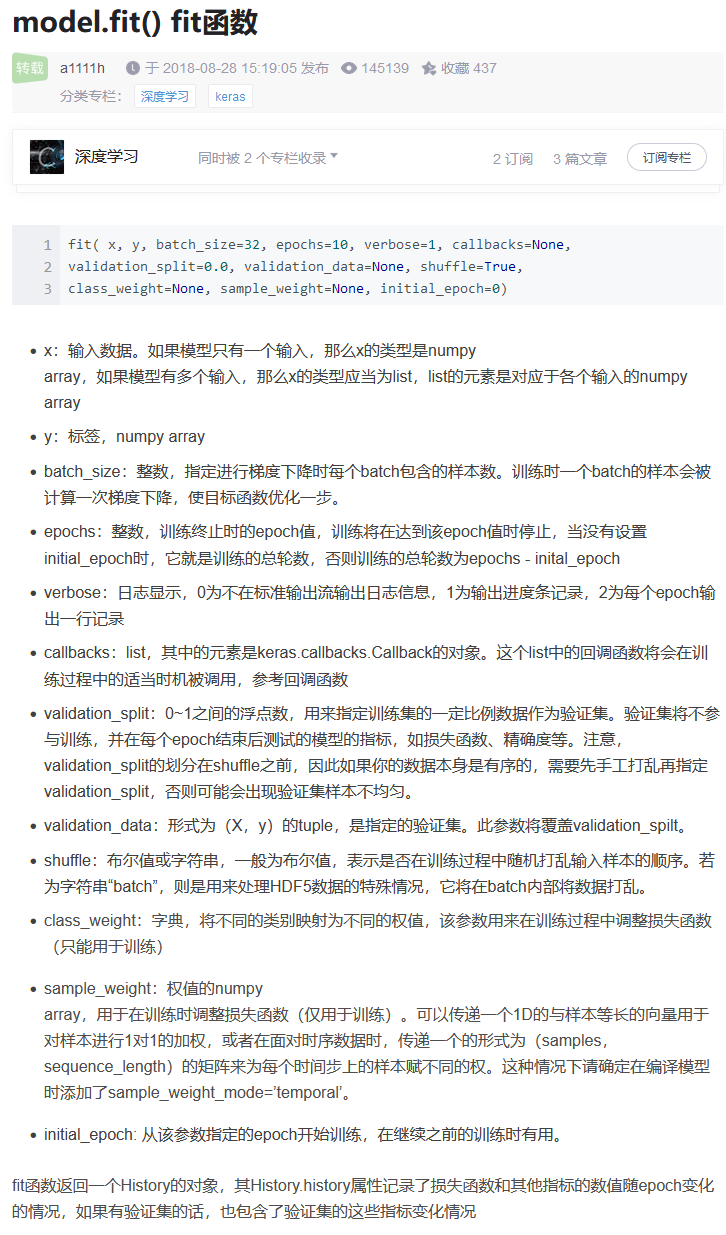 model.fit() fit函数
转载 a1111h 于 2018-08-28 15:19:05 发布 145139 收藏 437
分类专栏： 深度学习 keras
深度学习 同时被 2 个专栏收录 2 订阅 3 篇文章 订阅专栏
1 fit( x, y, batch_size=32, epochs=10, verbose=1, callbacks=None,
2 validation_split=0.0, validation_data=None, shuffle=True,
3 class_weight=None, sample_weight=None, initial_epoch=0)
• x：输入数据。如果模型只有一个输入，那么x的类型是numpy
array，如果模型有多个输入，那么x的类型应当为list，list的元素是对应于各个输入的numpy
array
• y：标签，numpy array
• batch_size：整数，指定进行梯度下降时每个batch包含的样本数。训练时一个batch的样本会被
计算一次梯度下降，使目标函数优化一步。
• epochs：整数，训练终止时的epoch值，训练将在达到该epoch值时停止，当没有设置
initial_epoch时，它就是训练的总轮数，否则训练的总轮数为epochs - inital_epoch
• verbose：日志显示，0为不在标准输出流输出日志信息，1为输出进度条记录，2为每个epoch输
出一行记录
• callbacks：list，其中的元素是keras.callbacks.Callback的对象。这个list中的回调函数将会在训
练过程中的适当时机被调用，参考回调函数
• validation_split：0~1之间的浮点数，用来指定训练集的一定比例数据作为验证集。验证集将不参
与训练，并在每个epoch结束后测试的模型的指标，如损失函数、精确度等。注意，
validation_split的划分在shuffle之前，因此如果你的数据本身是有序的，需要先手工打乱再指定
validation_split，否则可能会出现验证集样本不均匀。
• validation_data：形式为（X，y）的tuple，是指定的验证集。此参数将覆盖validation_spilt。
• shuffle：布尔值或字符串，一般为布尔值，表示是否在训练过程中随机打乱输入样本的顺序。若
为字符串“batch”，则是用来处理HDF5数据的特殊情况，它将在batch内部将数据打乱。
• class_weight：字典，将不同的类别映射为不同的权值，该参数用来在训练过程中调整损失函数
（只能用于训练）
• sample_weight：权值的numpy
array，用于在训练时调整损失函数（仅用于训练）。可以传递一个1D的与样本等长的向量用于
对样本进行1对1的加权，或者在面对时序数据时，传递一个的形式为（samples，
sequence_length）的矩阵来为每个时间步上的样本赋不同的权。这种情况下请确定在编译模型
时添加了sample_weight_mode=’temporal’。
• initial_epoch: 从该参数指定的epoch开始训练，在继续之前的训练时有用。
fit函数返回一个History的对象，其History.history属性记录了损失函数和其他指标的数值随epoch变化
的情况，如果有验证集的话，也包含了验证集的这些指标变化情况